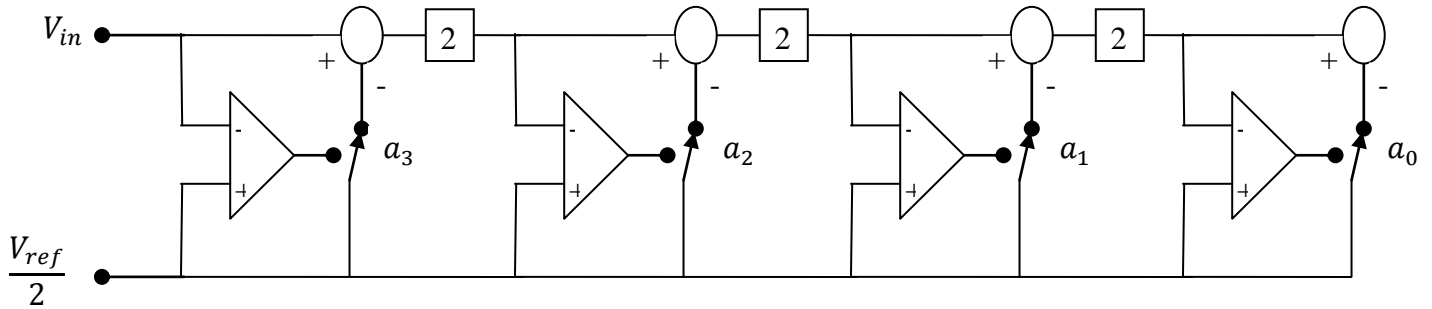 V_in 2 2 2
+ + + +
- - - -
- - - -
a_3 a_2 a_1 a_0
+ + + +
V_ref
2